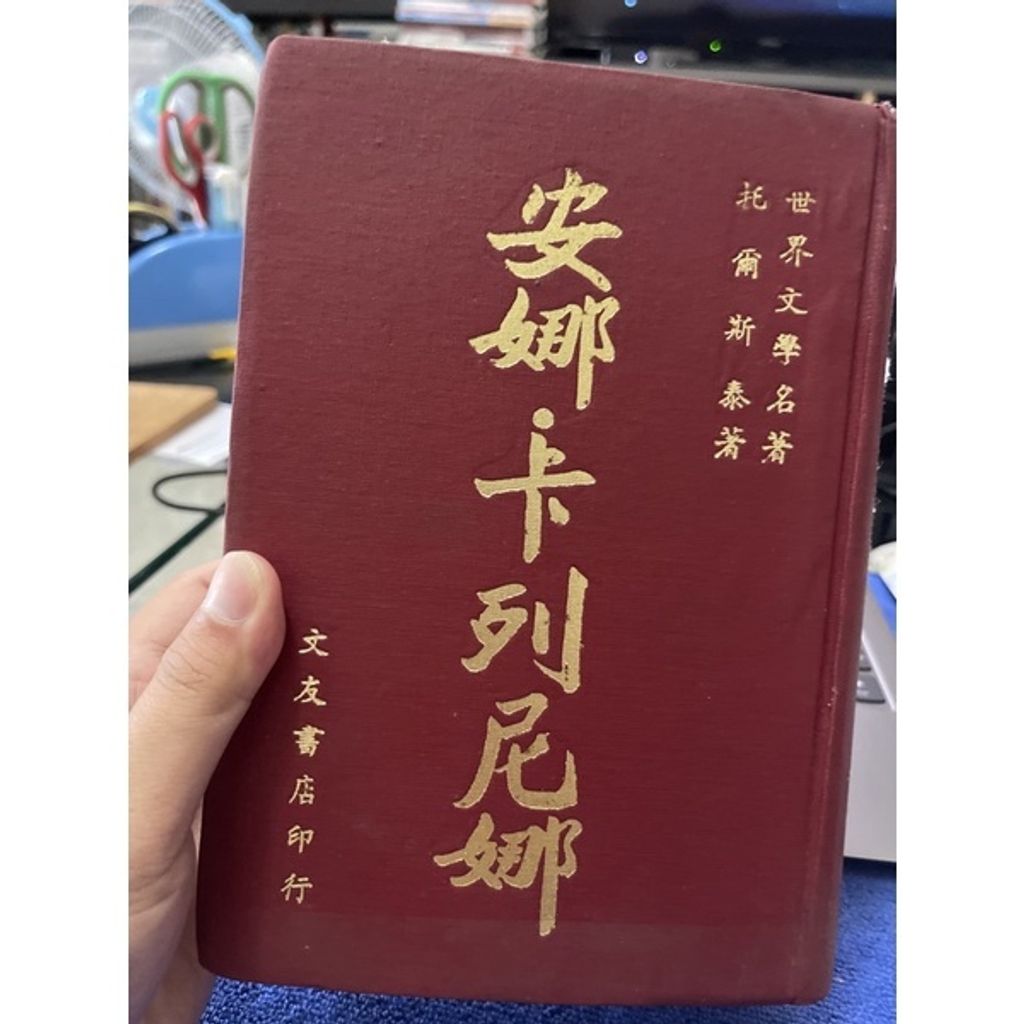 世界文學名著
托爾斯泰著
安娜卡列尼娜
文友書店印行